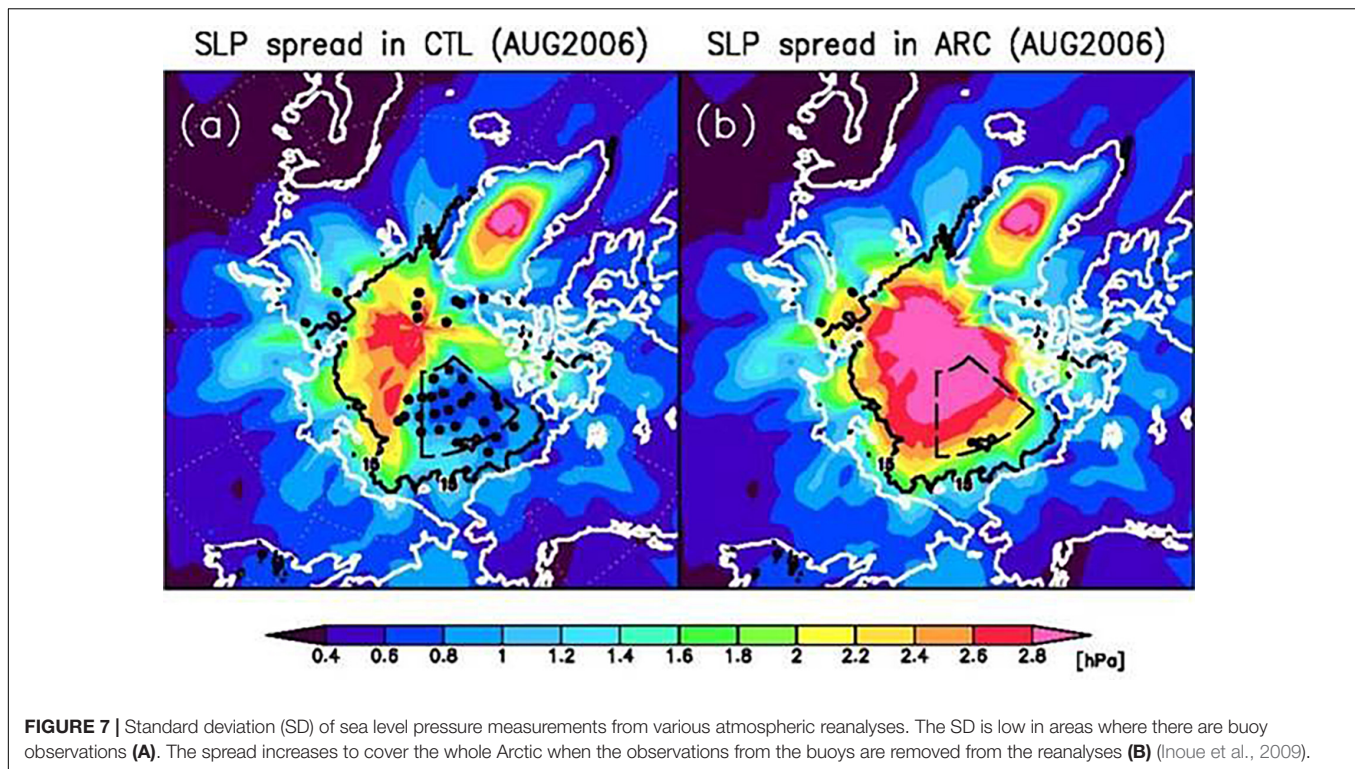 SLP spread in CTL (AUG2006)
SLP spread in ARC (AUG2006)
(a)
(b)
15
15
15
15
0.4 0.6 0.8 1 1.2 1.4 1.6 1.8 2 2.2 2.4 2.6 2.8 [hPa]
FIGURE 7 | Standard deviation (SD) of sea level pressure measurements from various atmospheric reanalyses. The SD is low in areas where there are buoy
observations (A). The spread increases to cover the whole Arctic when the observations from the buoys are removed from the reanalyses (B) (Inoue et al., 2009).